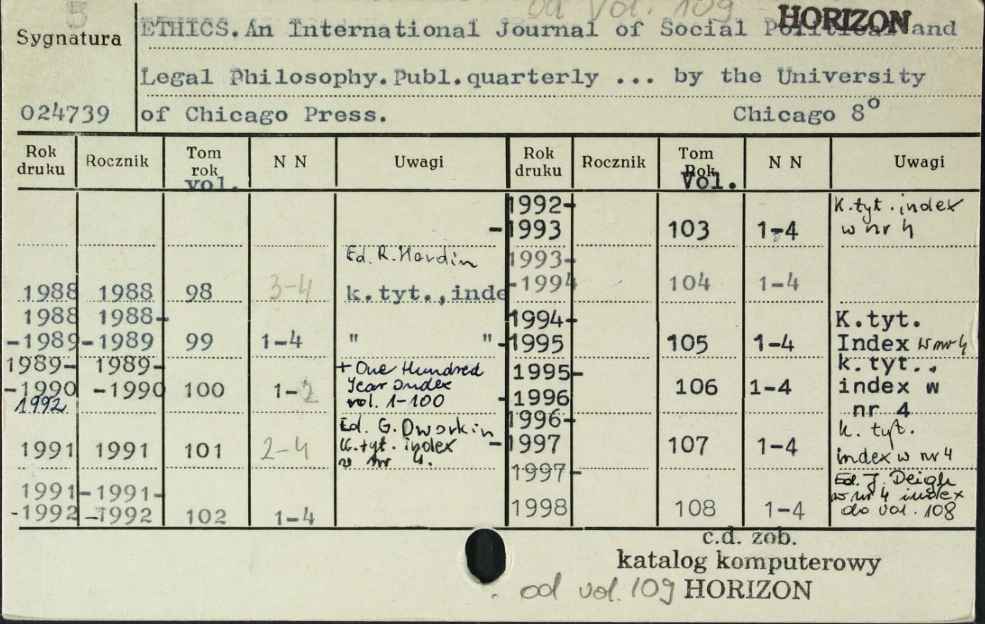 5
od vol. 109 -
HORIZON
Sygnatura
024739
ETHICS. An International Journal of Social Political and
Legal Philosophy. Publ. quarterly ... by the University
of Chicago Press. Chicago 8°
Rok druku Rocznik Tom rok vol. N N Uwagi
Ed. R. Hardin
1988 1988 98 3-4 k.tyt., inde
1988 1988-
-1989 -1989 99 1-4 " "
1989- 1989-
-1990 -1990 100 1-2 + One Hundred Year Index vol. 1-100
1992
Ed. G. Dworkin
1991 1991 101 2-4 k. tyt. index w nr 4.
1991 -1991-
-1992 -1992 102 1-4
Rok druku Rocznik Tom Rok Vol. N N Uwagi
1992-
-1993 103 1-4 K. tyt. index w nr 4
1993-
-1994 104 1-4
1994-
-1995 105 1-4 K.tyt. Index w nr 4
1995-
-1996 106 1-4 k.tyt., index w nr 4
1996-
-1997 107 1-4 k. tyt. index w nr 4
1997-
1998 108 1-4 Ed. J. Deigh w nr 4 index do vol. 108
c.d. zob.
katalog komputerowy
. od vol. 109 HORIZON